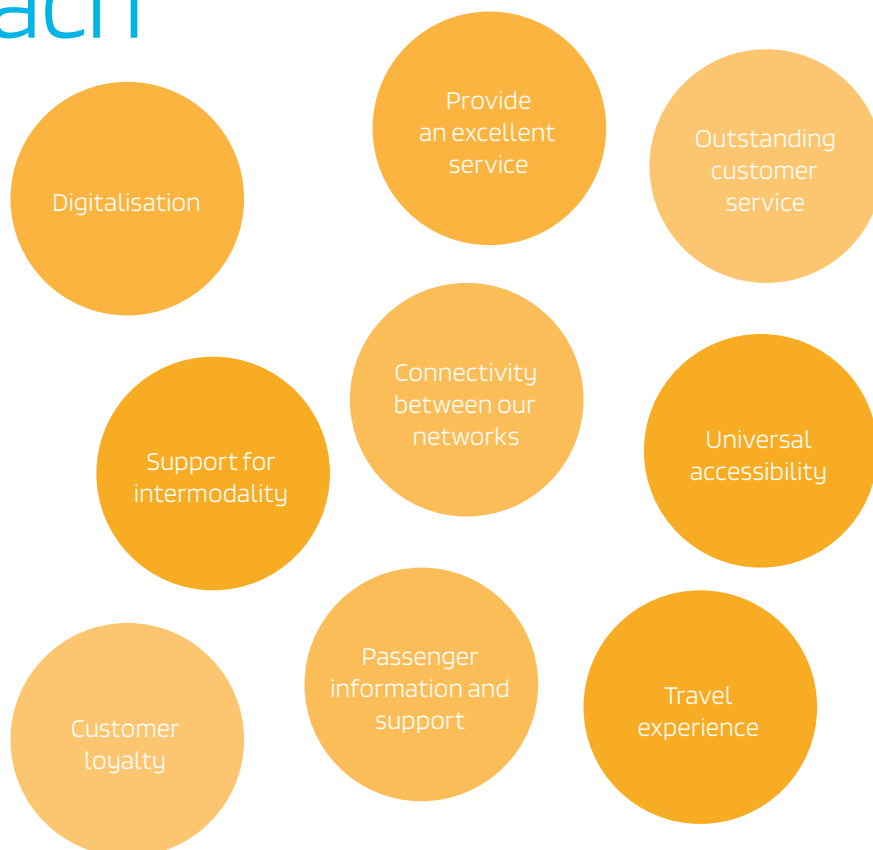 Provide
an excellent
service
Outstanding
customer
service
Digitalisation
Connectivity
between our
networks
Support for
intermodality
Universal
accessibility
Passenger
information and
support
Customer
loyalty
Travel
experience